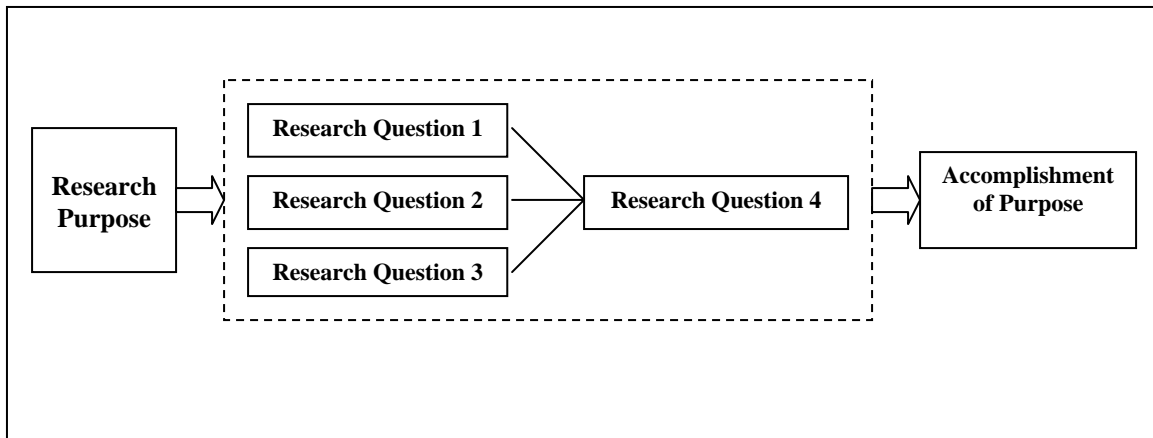 Research
Purpose
Research Question 1
Research Question 2
Research Question 3
Research Question 4
Accomplishment
of Purpose